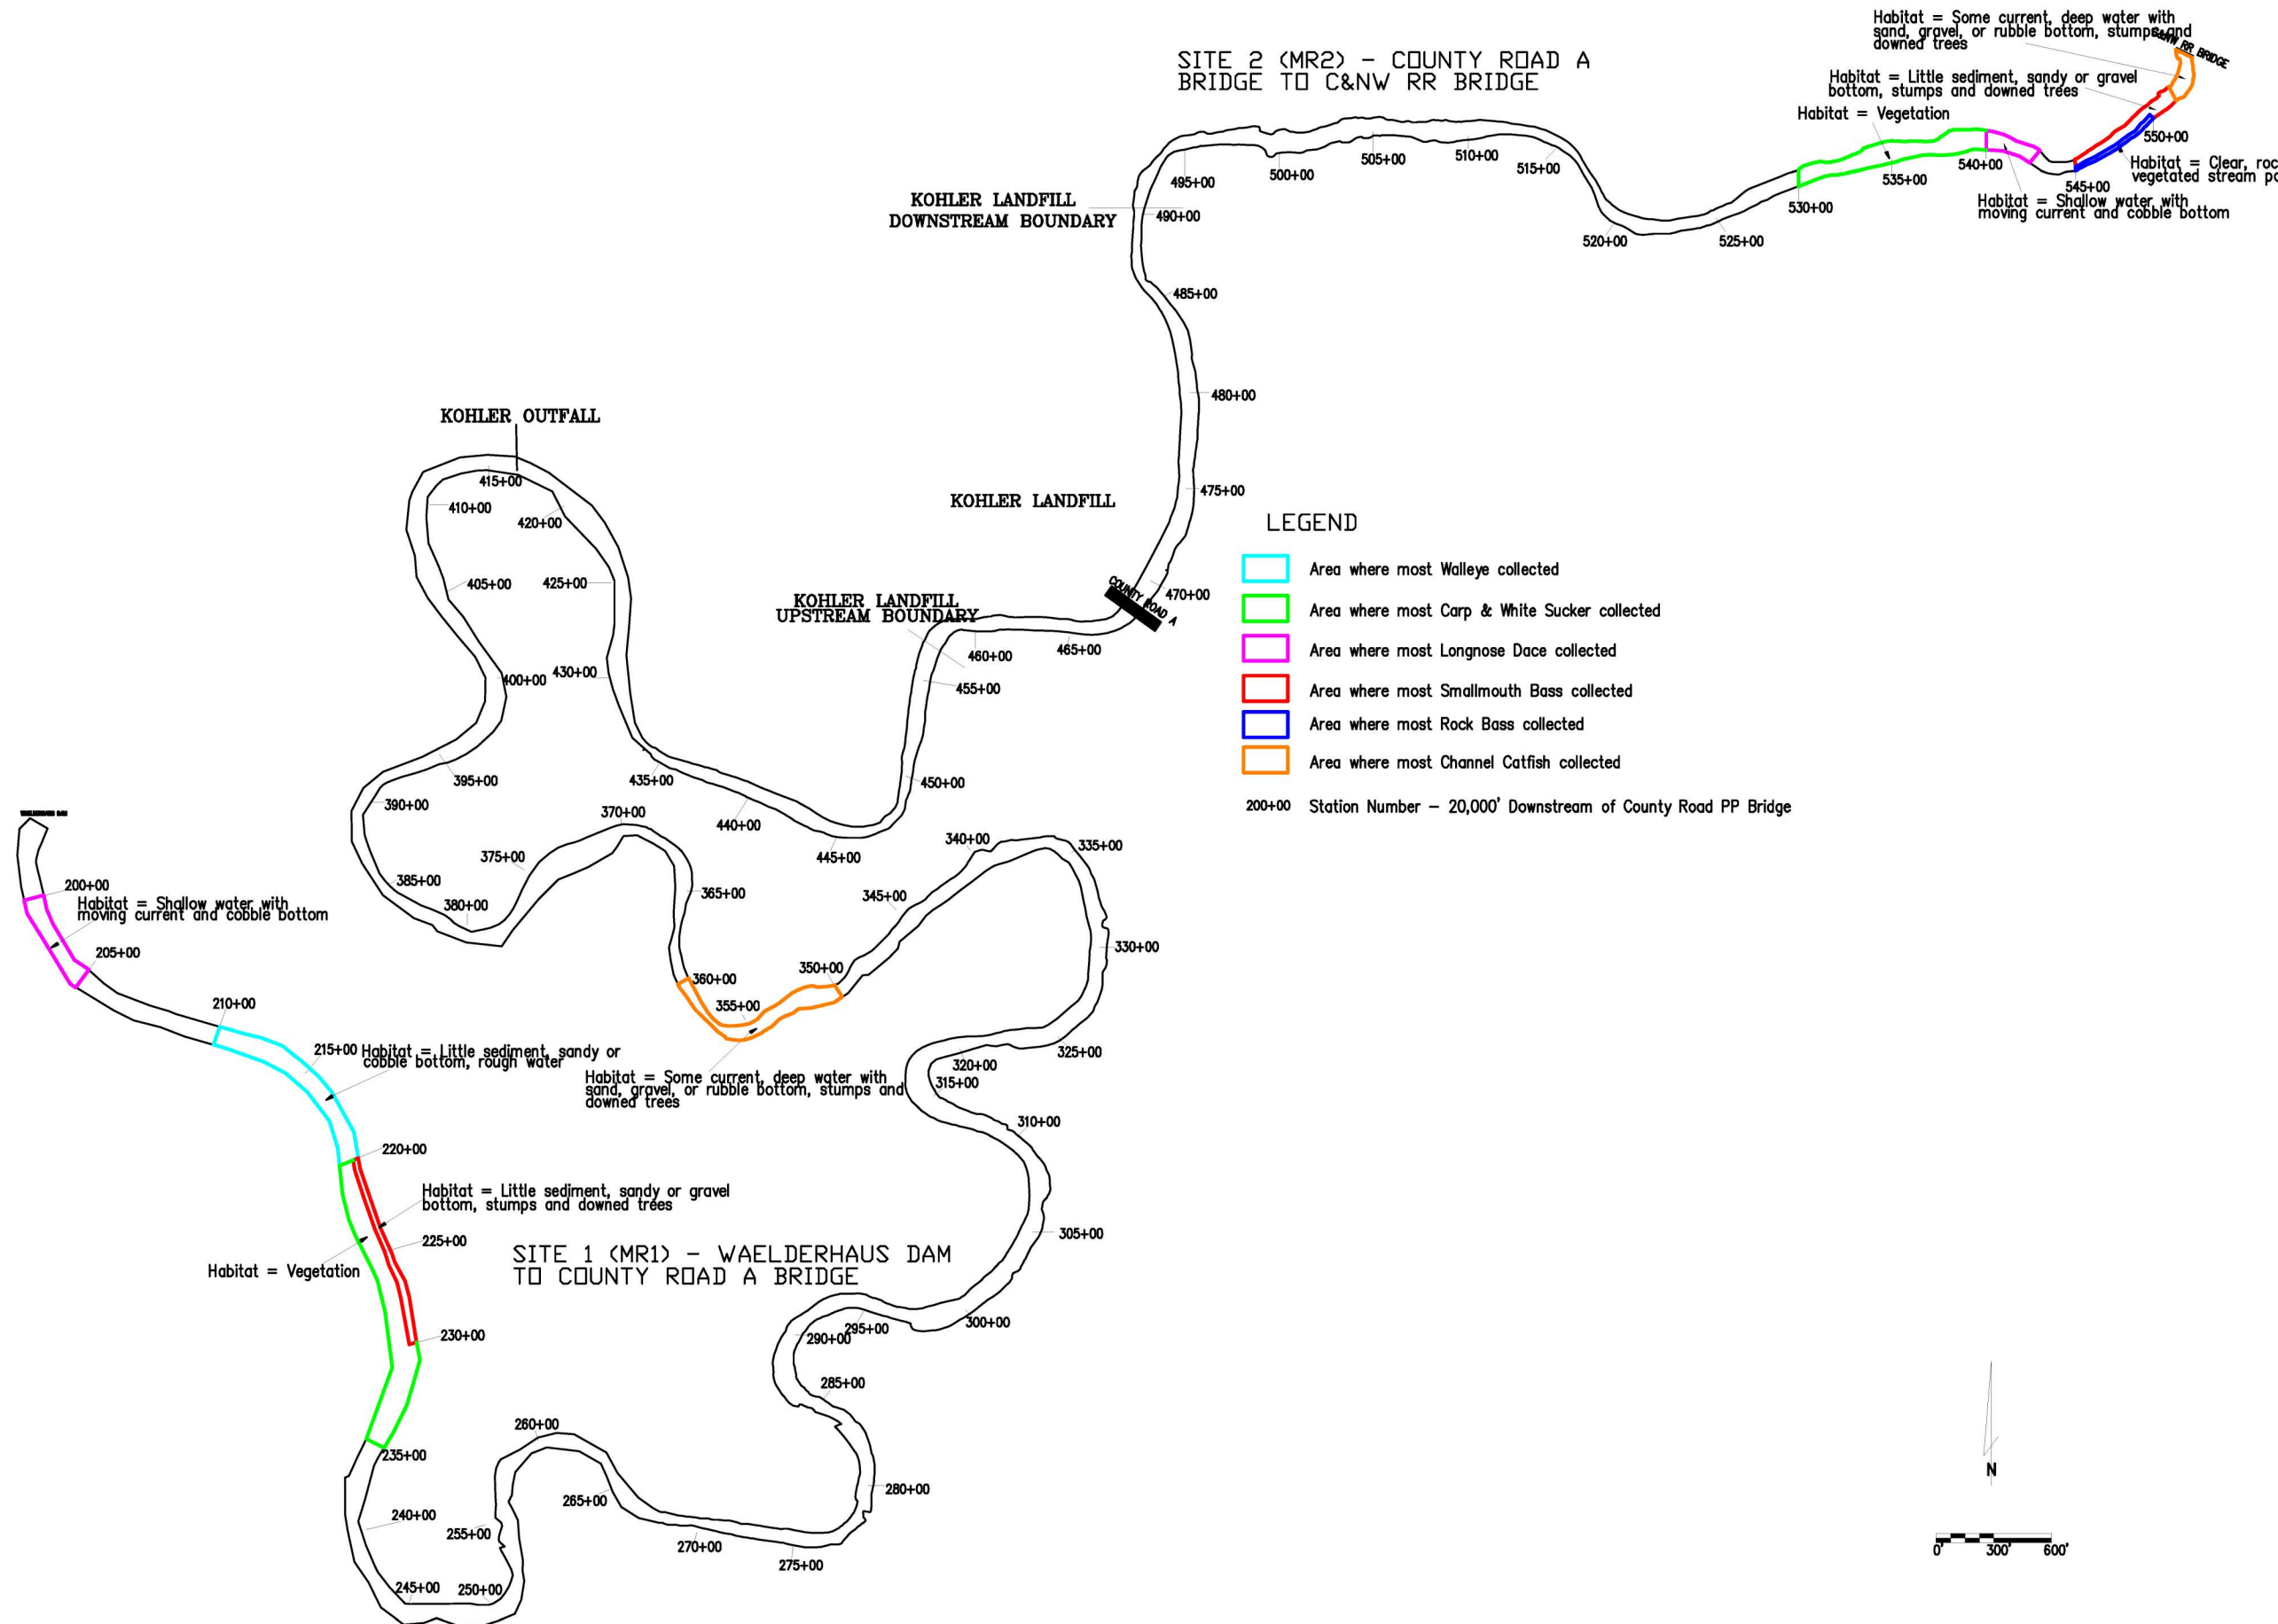 Habitat = Some current, deep water with
sand, gravel, or rubble bottom, stumps and
downed trees
C&NW RR BRIDGE
SITE 2 (MR2) - COUNTY ROAD A
BRIDGE TO C&NW RR BRIDGE
Habitat = Little sediment, sandy or gravel
bottom, stumps and downed trees
Habitat = Vegetation
550+00
Habitat = Clear,
vegetated stream
545+00
540+00
535+00
530+00
Habitat = Shallow water with
moving current and cobble bottom
525+00
520+00
515+00
510+00
505+00
500+00
495+00
490+00
KOHLER LANDFILL
DOWNSTREAM BOUNDARY
485+00
480+00
475+00
KOHLER LANDFILL
470+00
COUNTY ROAD A
465+00
460+00
455+00
KOHLER LANDFILL
UPSTREAM BOUNDARY
450+00
445+00
440+00
435+00
430+00
425+00
420+00
KOHLER OUTFALL
415+00
410+00
405+00
400+00
395+00
390+00
385+00
380+00
375+00
370+00
365+00
360+00
355+00
350+00
345+00
340+00
335+00
330+00
325+00
320+00
315+00
310+00
305+00
300+00
295+00
290+00
285+00
280+00
275+00
270+00
265+00
260+00
255+00
250+00
245+00
240+00
235+00
230+00
225+00
220+00
215+00
210+00
205+00
200+00
Habitat = Shallow water with
moving current and cobble bottom
Habitat = Little sediment, sandy or
cobble bottom, rough water
Habitat = Some current, deep water with
sand, gravel, or rubble bottom, stumps and
downed trees
Habitat = Little sediment, sandy or gravel
bottom, stumps and downed trees
Habitat = Vegetation
SITE 1 (MR1) - WAELDERHAUS DAM
TO COUNTY ROAD A BRIDGE
LEGEND
Area where most Walleye collected
Area where most Carp & White Sucker collected
Area where most Longnose Dace collected
Area where most Smallmouth Bass collected
Area where most Rock Bass collected
Area where most Channel Catfish collected
200+00 Station Number - 20,000' Downstream of County Road PP Bridge
N
0' 300' 600'